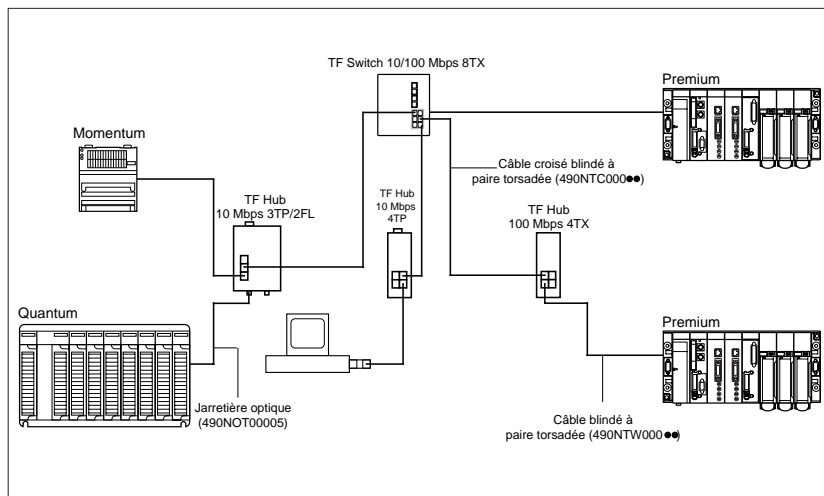 TF Switch 10/100 Mbps 8TX
Premium
Momentum
Câble croisé blindé à
paire torsadée (490NTC000●●)
TF Hub
10 Mbps 3TP/2FL
TF Hub
10 Mbps
4TP
TF Hub
100 Mbps 4TX
Quantum
Premium
Jarretière optique
(490NOT00005)
Câble blindé à
paire torsadée (490NTW000●●)